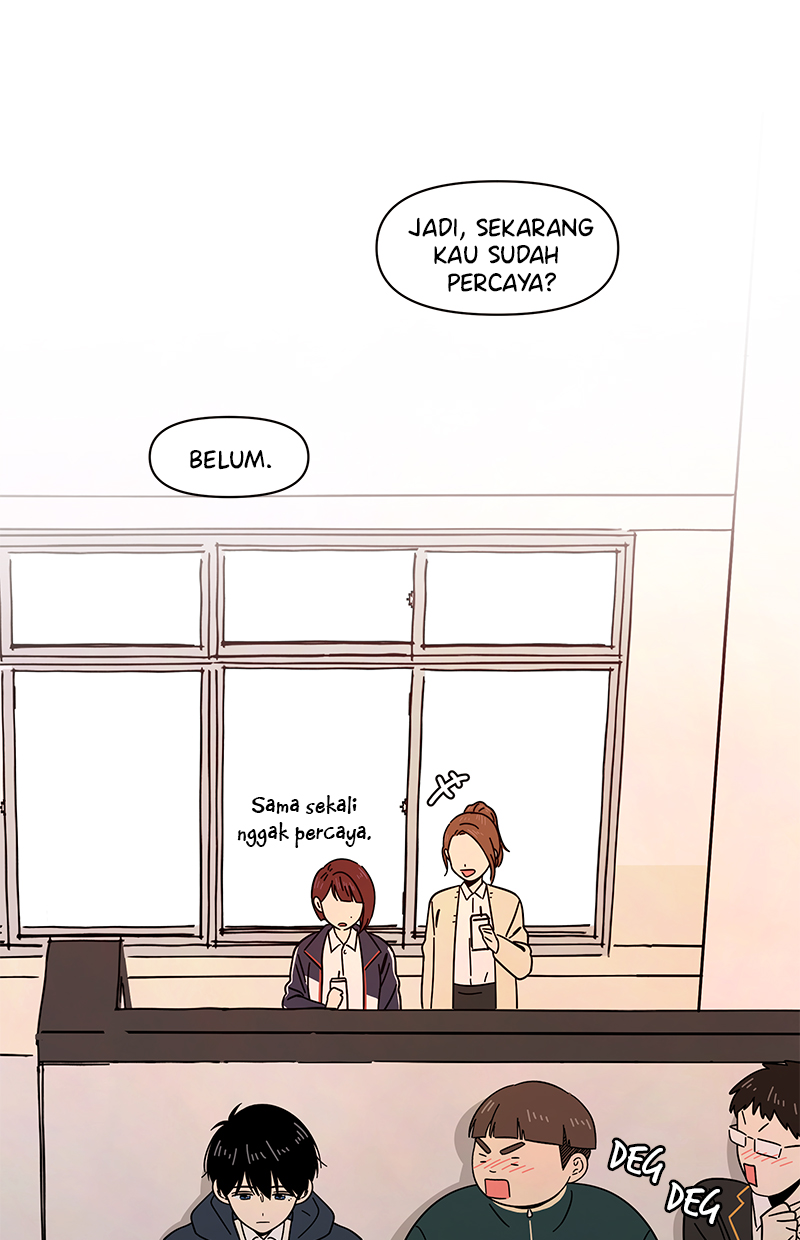 JADI, SEKARANG
KAU SUDAH
PERCAYA?
BELUM.
Sama sekali
nggak percaya.
DEG
DEG